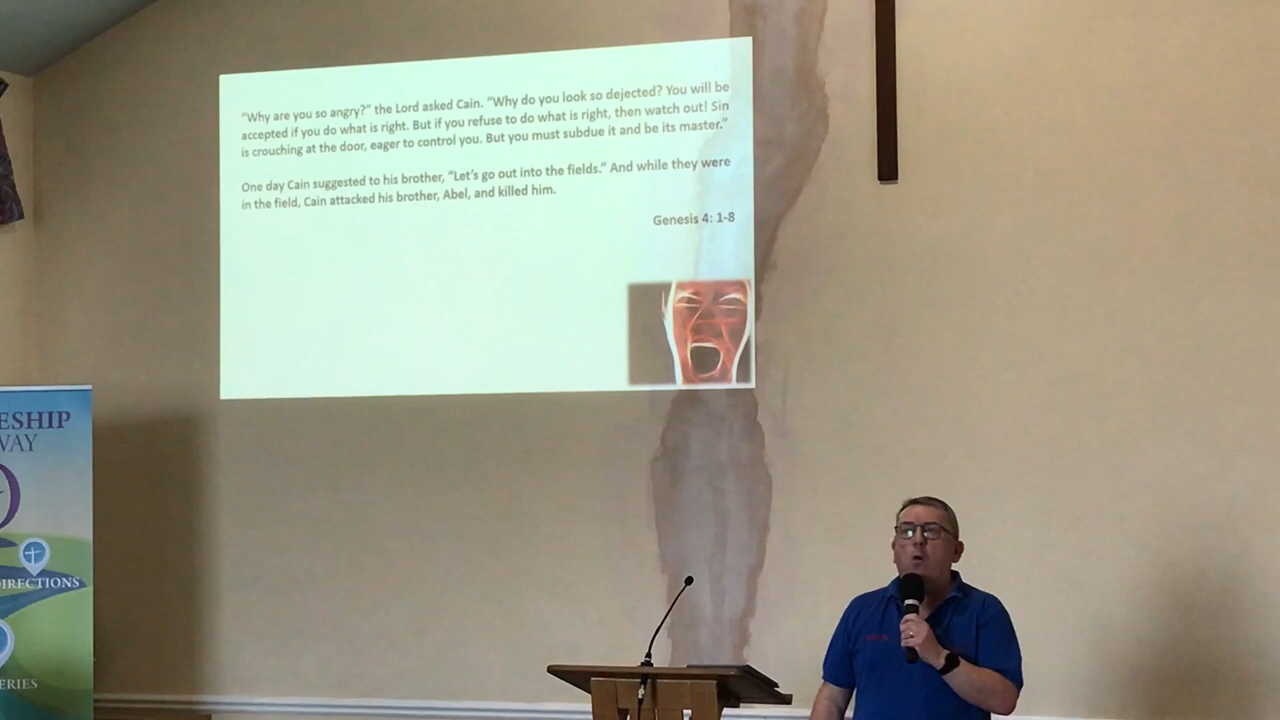 "Why are you so angry?" the Lord asked Cain. "Why do you look so dejected? You will be
accepted if you do what is right. But if you refuse to do what is right, then watch out! Sin
is crouching at the door, eager to control you. But you must subdue it and be its master."
One day Cain suggested to his brother, "Let's go out into the fields." And while they were
in the field, Cain attacked his brother, Abel, and killed him.
Genesis 4: 1-8
ESHIP
WAY
DIRECTIONS
ERIES